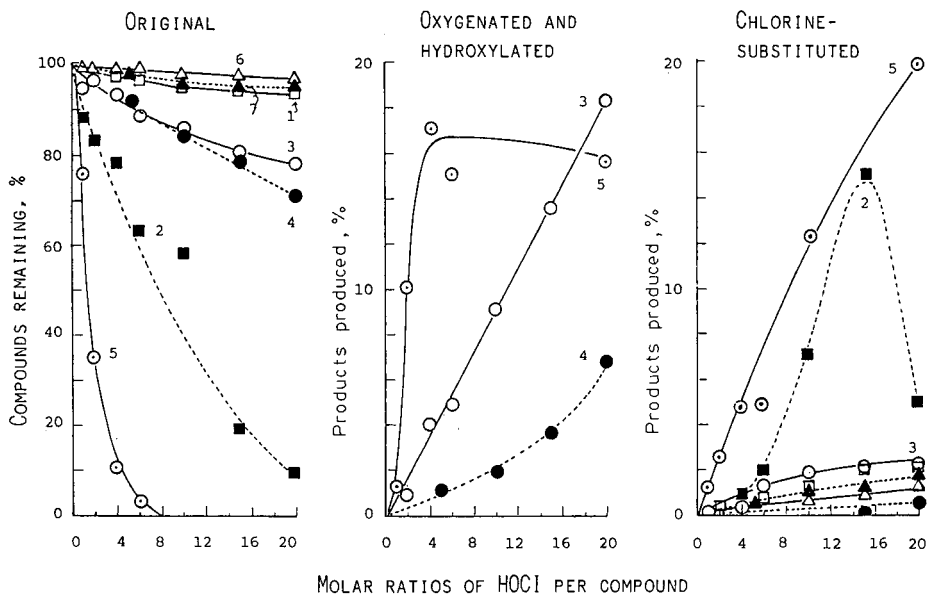 ORIGINAL
OXYGENATED AND
HYDROXYLATED
CHLORINE-
SUBSTITUTED
COMPOUNDS REMAINING, %
100
80
60
40
20
0
0 4 8 12 16 20
6
7 1
3
4
2
5
Products produced, %
20
10
0
0 4 8 12 16 20
3
5
4
Products produced, %
20
10
0
0 4 8 12 16 20
5
2
3
MOLAR RATIOS OF HOCl PER COMPOUND